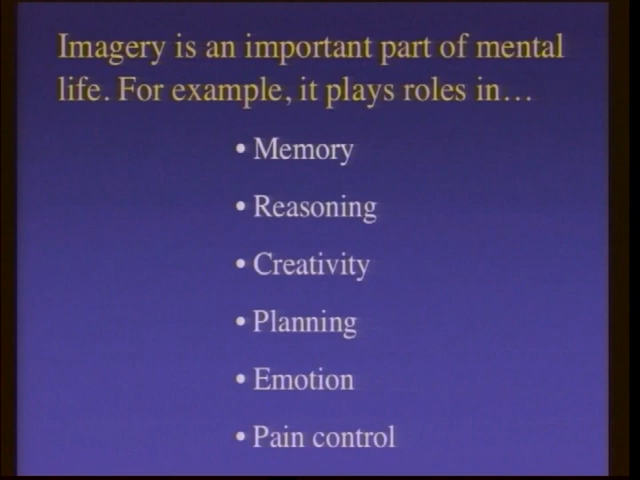 Imagery is an important part of mental
life. For example, it plays roles in…
• Memory
• Reasoning
• Creativity
• Planning
• Emotion
• Pain control